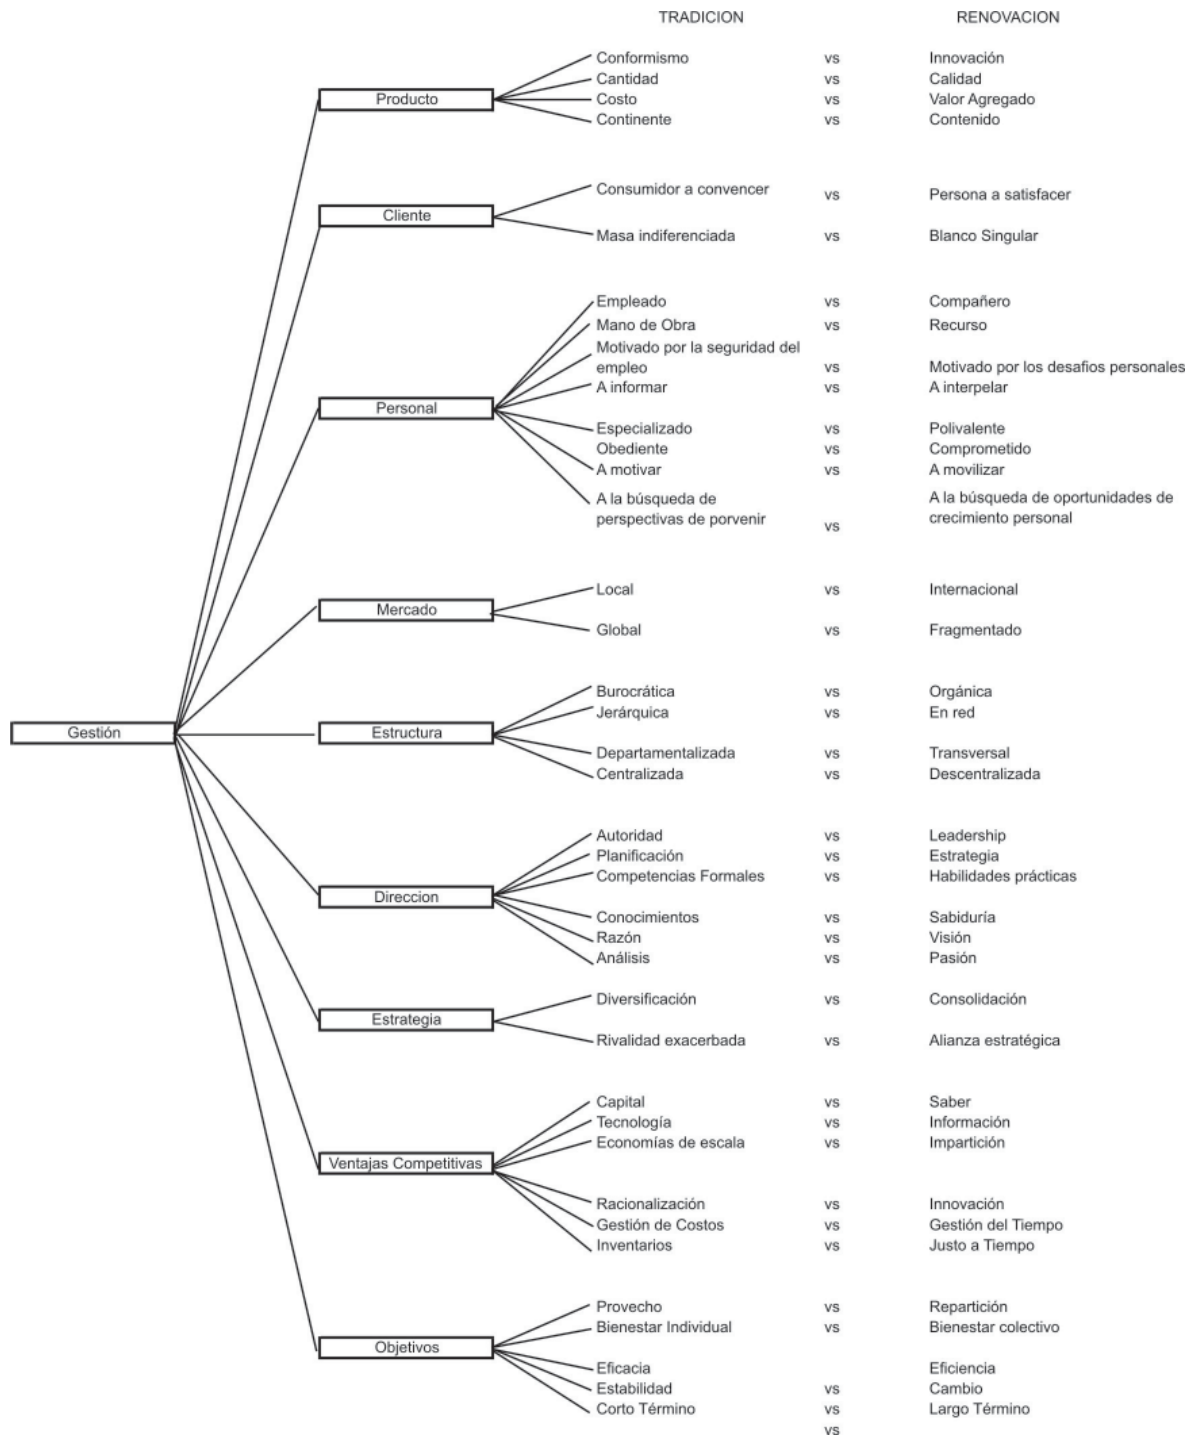 TRADICION RENOVACION
Conformismo vs Innovación
Cantidad vs Calidad
Producto
Costo vs Valor Agregado
Continente vs Contenido
Consumidor a convencer vs Persona a satisfacer
Cliente
Masa indiferenciada vs Blanco Singular
Empleado vs Compañero
Mano de Obra vs Recurso
Motivado por la seguridad del
empleo vs Motivado por los desafios personales
A informar vs A interpelar
Personal
Especializado vs Polivalente
Obediente vs Comprometido
A motivar vs A movilizar
A la búsqueda de A la búsqueda de oportunidades de
perspectivas de porvenir vs crecimiento personal
Local vs Internacional
Mercado
Global vs Fragmentado
Burocrática vs Orgánica
Jerárquica vs En red
Gestión Estructura
Departamentalizada vs Transversal
Centralizada vs Descentralizada
Autoridad vs Leadership
Planificación vs Estrategia
Competencias Formales vs Habilidades prácticas
Direccion
Conocimientos vs Sabiduría
Razón vs Visión
Análisis vs Pasión
Diversificación vs Consolidación
Estrategia
Rivalidad exacerbada vs Alianza estratégica
Capital vs Saber
Tecnología vs Información
Economías de escala vs Impartición
Ventajas Competitivas
Racionalización vs Innovación
Gestión de Costos vs Gestión del Tiempo
Inventarios vs Justo a Tiempo
Provecho vs Repartición
Bienestar Individual vs Bienestar colectivo
Objetivos
Eficacia Eficiencia
Estabilidad vs Cambio
Corto Término vs Largo Término
vs